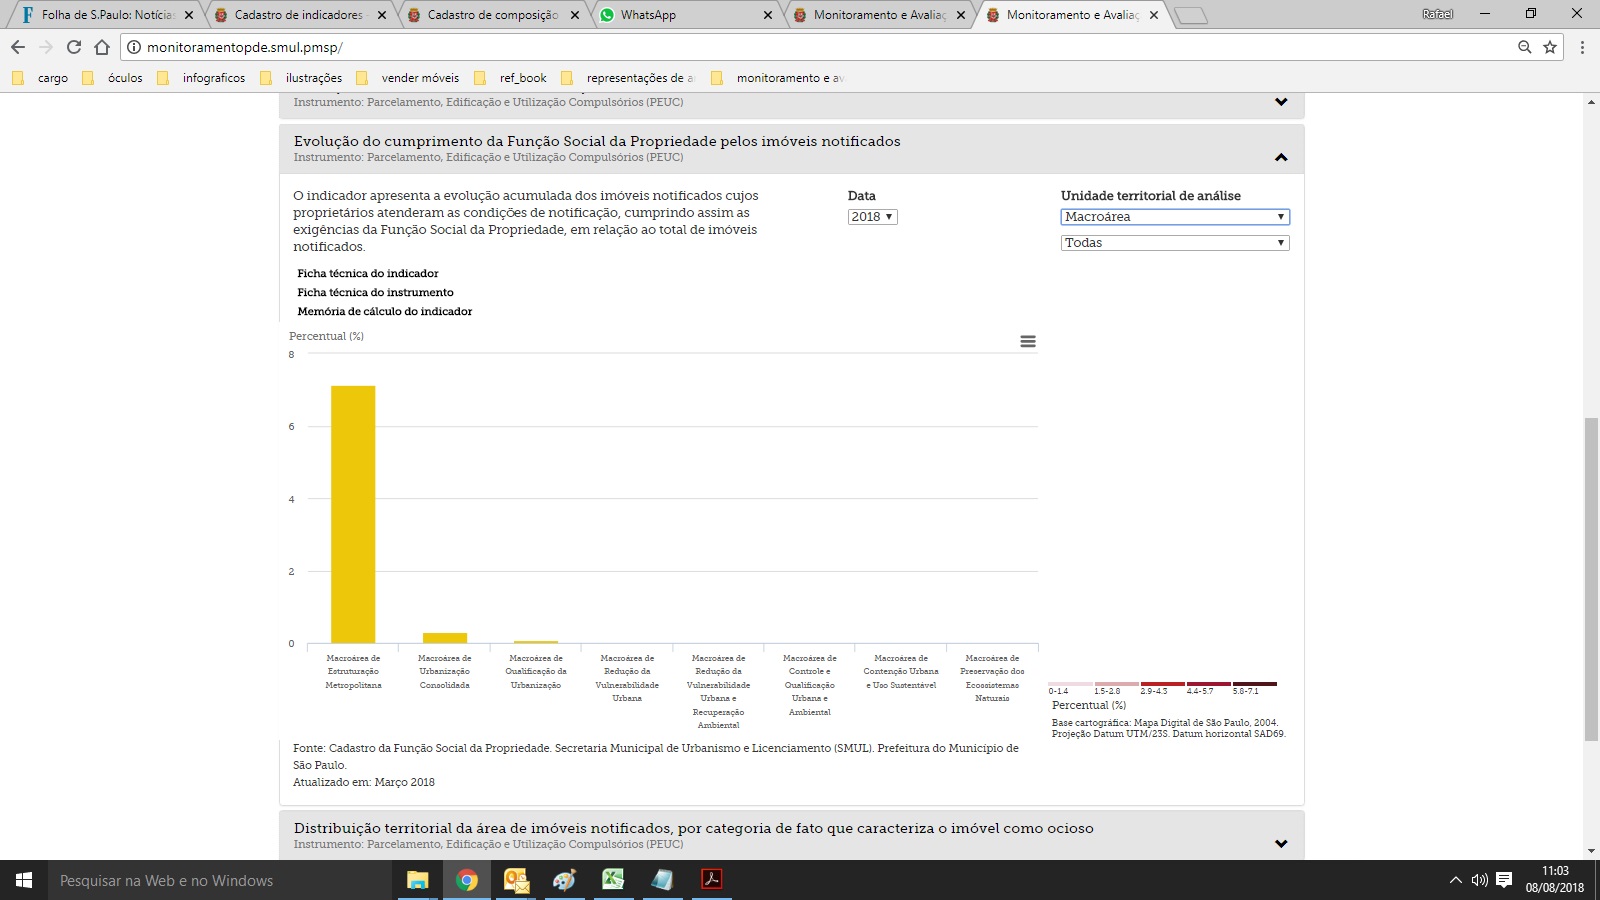 Folha de S.Paulo: Notícias
Cadastro de indicadores -
Cadastro de composição
WhatsApp
Monitoramento e Avaliaç
Monitoramento e Avaliaç
Rafael
monitoramentopde.smul.pmsp/
cargo
óculos
infograficos
ilustrações
vender móveis
ref_book
representações de a
monitoramento e av
Instrumento: Parcelamento, Edificação e Utilização Compulsórios (PEUC)
Evolução do cumprimento da Função Social da Propriedade pelos imóveis notificados
Instrumento: Parcelamento, Edificação e Utilização Compulsórios (PEUC)
O indicador apresenta a evolução acumulada dos imóveis notificados cujos
proprietários atenderam as condições de notificação, cumprindo assim as
exigências da Função Social da Propriedade, em relação ao total de imóveis
notificados.
Data
2018
Unidade territorial de análise
Macroárea
Todas
Ficha técnica do indicador
Ficha técnica do instrumento
Memória de cálculo do indicador
Percentual (%)
8
6
4
2
0
Macroárea de
Estruturação
Metropolitana
Macroárea de
Urbanização
Consolidada
Macroárea de
Qualificação da
Urbanização
Macroárea de
Redução da
Vulnerabilidade
Urbana
Macroárea de
Redução da
Vulnerabilidade
Urbana e
Recuperação
Ambiental
Macroárea de
Controle e
Qualificação
Urbana e
Ambiental
Macroárea de
Contenção Urbana
e Uso Sustentável
Macroárea de
Preservação dos
Ecossistemas
Naturais
0-1.4 1.5-2.8 2.9-4.3 4.4-5.7 5.8-7.1
Percentual (%)
Base cartográfica: Mapa Digital de São Paulo, 2004.
Projeção Datum UTM/23S. Datum horizontal SAD69.
Fonte: Cadastro da Função Social da Propriedade. Secretaria Municipal de Urbanismo e Licenciamento (SMUL). Prefeitura do Município de
São Paulo.
Atualizado em: Março 2018
Distribuição territorial da área de imóveis notificados, por categoria de fato que caracteriza o imóvel como ocioso
Instrumento: Parcelamento, Edificação e Utilização Compulsórios (PEUC)
Pesquisar na Web e no Windows
11:03
08/08/2018